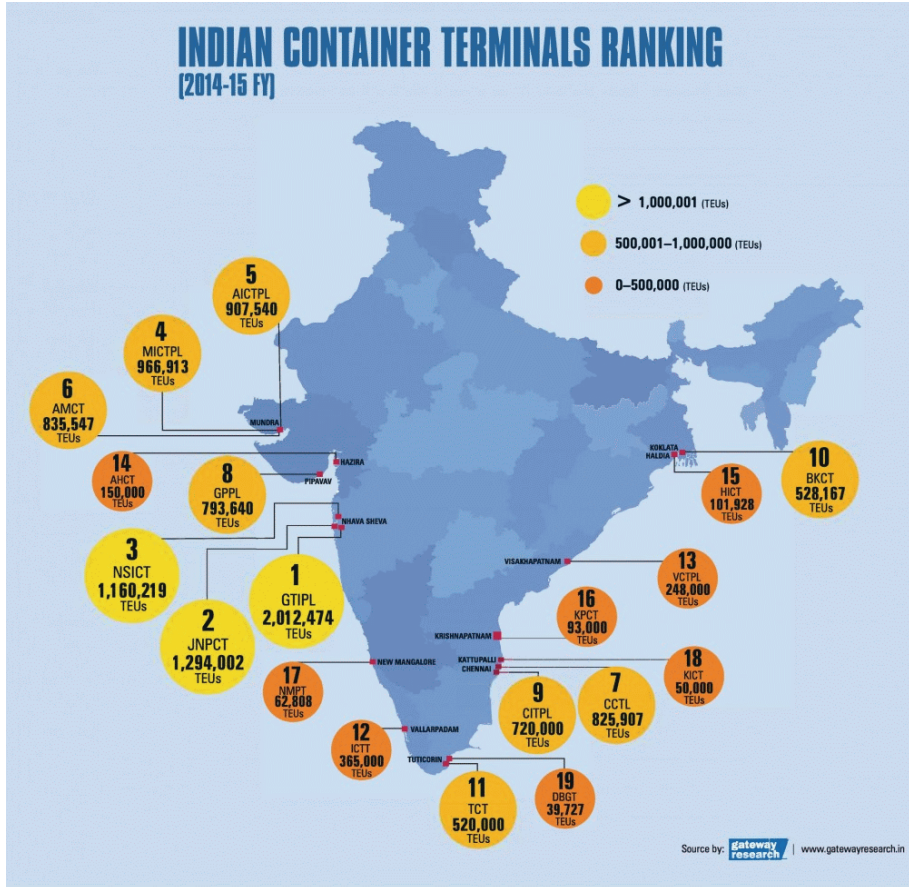 INDIAN CONTAINER TERMINALS RANKING
(2014-15 FY)
> 1,000,001 (TEUs)
500,001–1,000,000 (TEUs)
0–500,000 (TEUs)
5
AICTPL
907,540
TEUs
4
MICTPL
966,913
TEUs
6
AMCT
835,547
TEUs
MUNDRA
14
AHCT
150,000
TEUs
HAZIRA
8
GPPL
793,640
TEUs
PIPAVAV
KOKLATA
HALDIA
10
BKCT
528,167
TEUs
15
HICT
101,928
TEUs
NHAVA SHEVA
3
NSICT
1,160,219
TEUs
2
JNPCT
1,294,002
TEUs
1
GTIPL
2,012,474
TEUs
VISAKHAPATNAM
13
VCTPL
248,000
TEUs
16
KPCT
93,000
TEUs
KRISHNAPATNAM
KATTUPALLI
CHENNAI
18
KICT
50,000
TEUs
NEW MANGALORE
17
NMPT
62,808
TEUs
9
CITPL
720,000
TEUs
7
CCTL
825,907
TEUs
VALLARPADAM
12
ICTT
365,000
TEUs
TUTICORIN
11
TCT
520,000
TEUs
19
DBGT
39,727
TEUs
Source by: gateway research | www.gatewayresearch.in